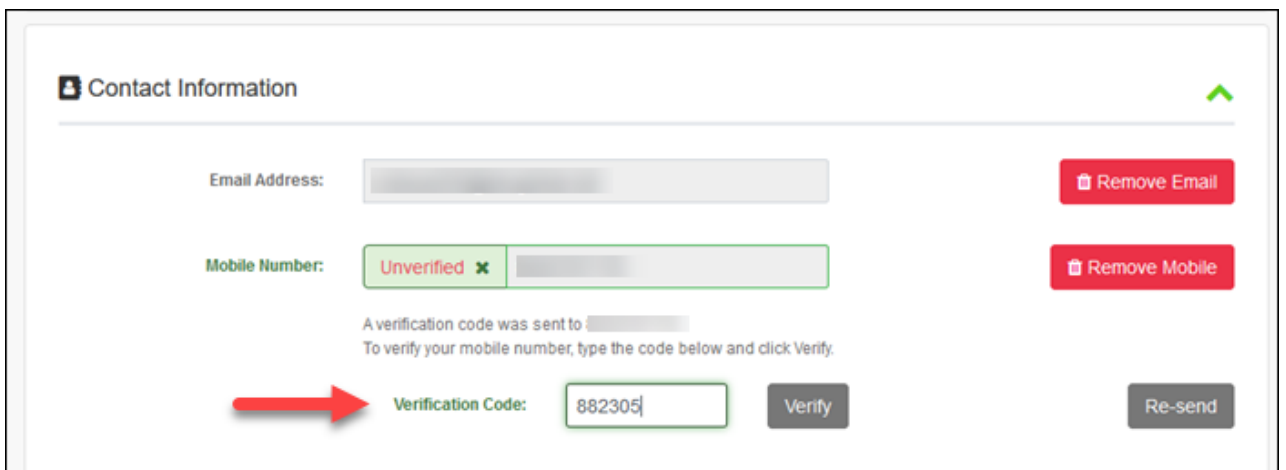 Contact Information
Email Address:
Remove Email
Mobile Number:
Unverified
Remove Mobile
A verification code was sent to
To verify your mobile number, type the code below and click Verify.
Verification Code:
882305
Verify
Re-send